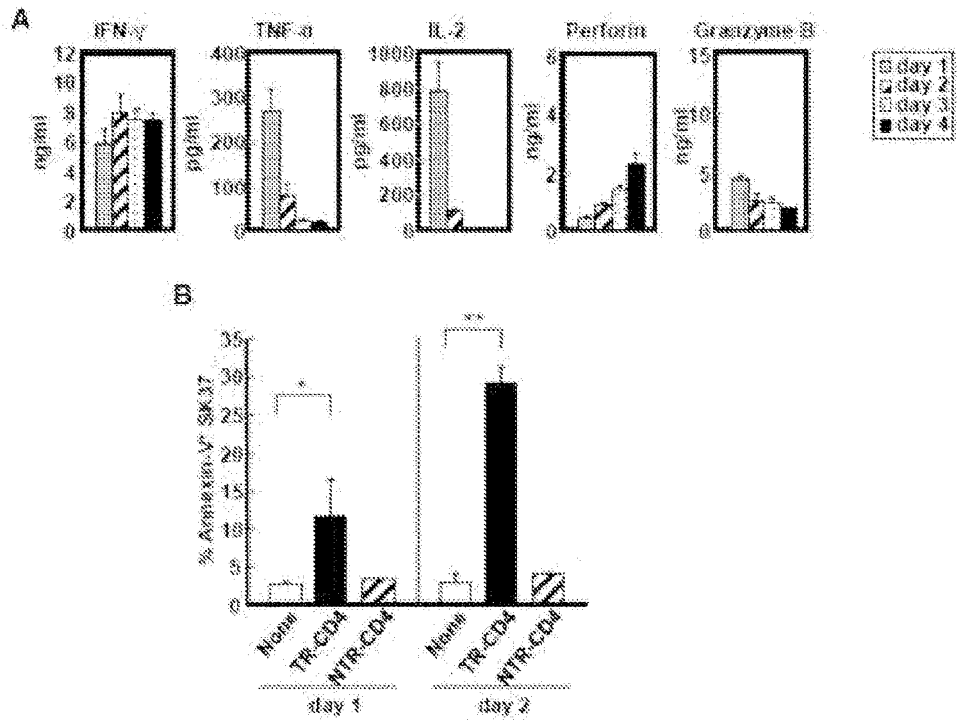 A
IFN-γ
TNF-α
IL-2
Perforin
Granzyme B
ng/ml
12
10
8
6
4
2
0
pg/ml
400
300
200
100
0
pg/ml
1000
800
600
400
200
0
ng/ml
6
4
2
0
ng/ml
15
10
5
0
day 1
day 2
day 3
day 4
B
% Annexin-V⁺ SK37
35
30
25
20
15
10
5
0
*
**
None
TR-CD4
NTR-CD4
None
TR-CD4
NTR-CD4
day 1
day 2